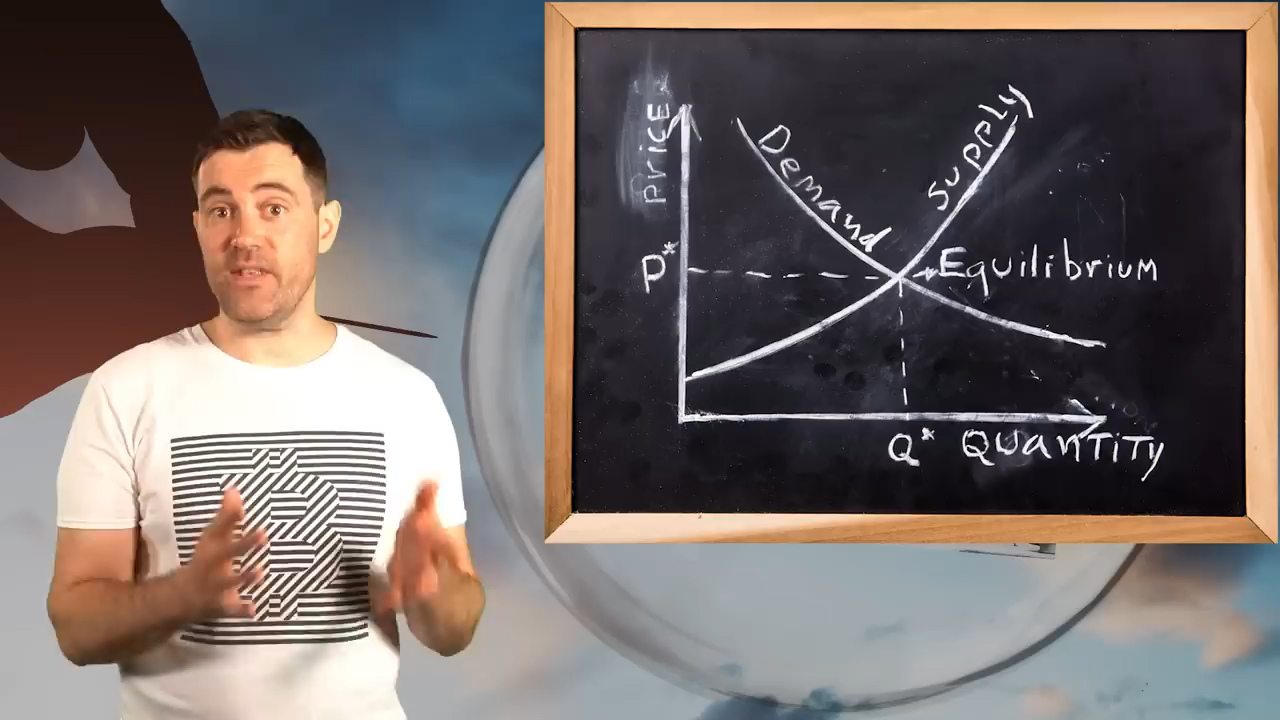 PRICE
Demand
Supply
P*
Equilibrium
Q* QUANTITY